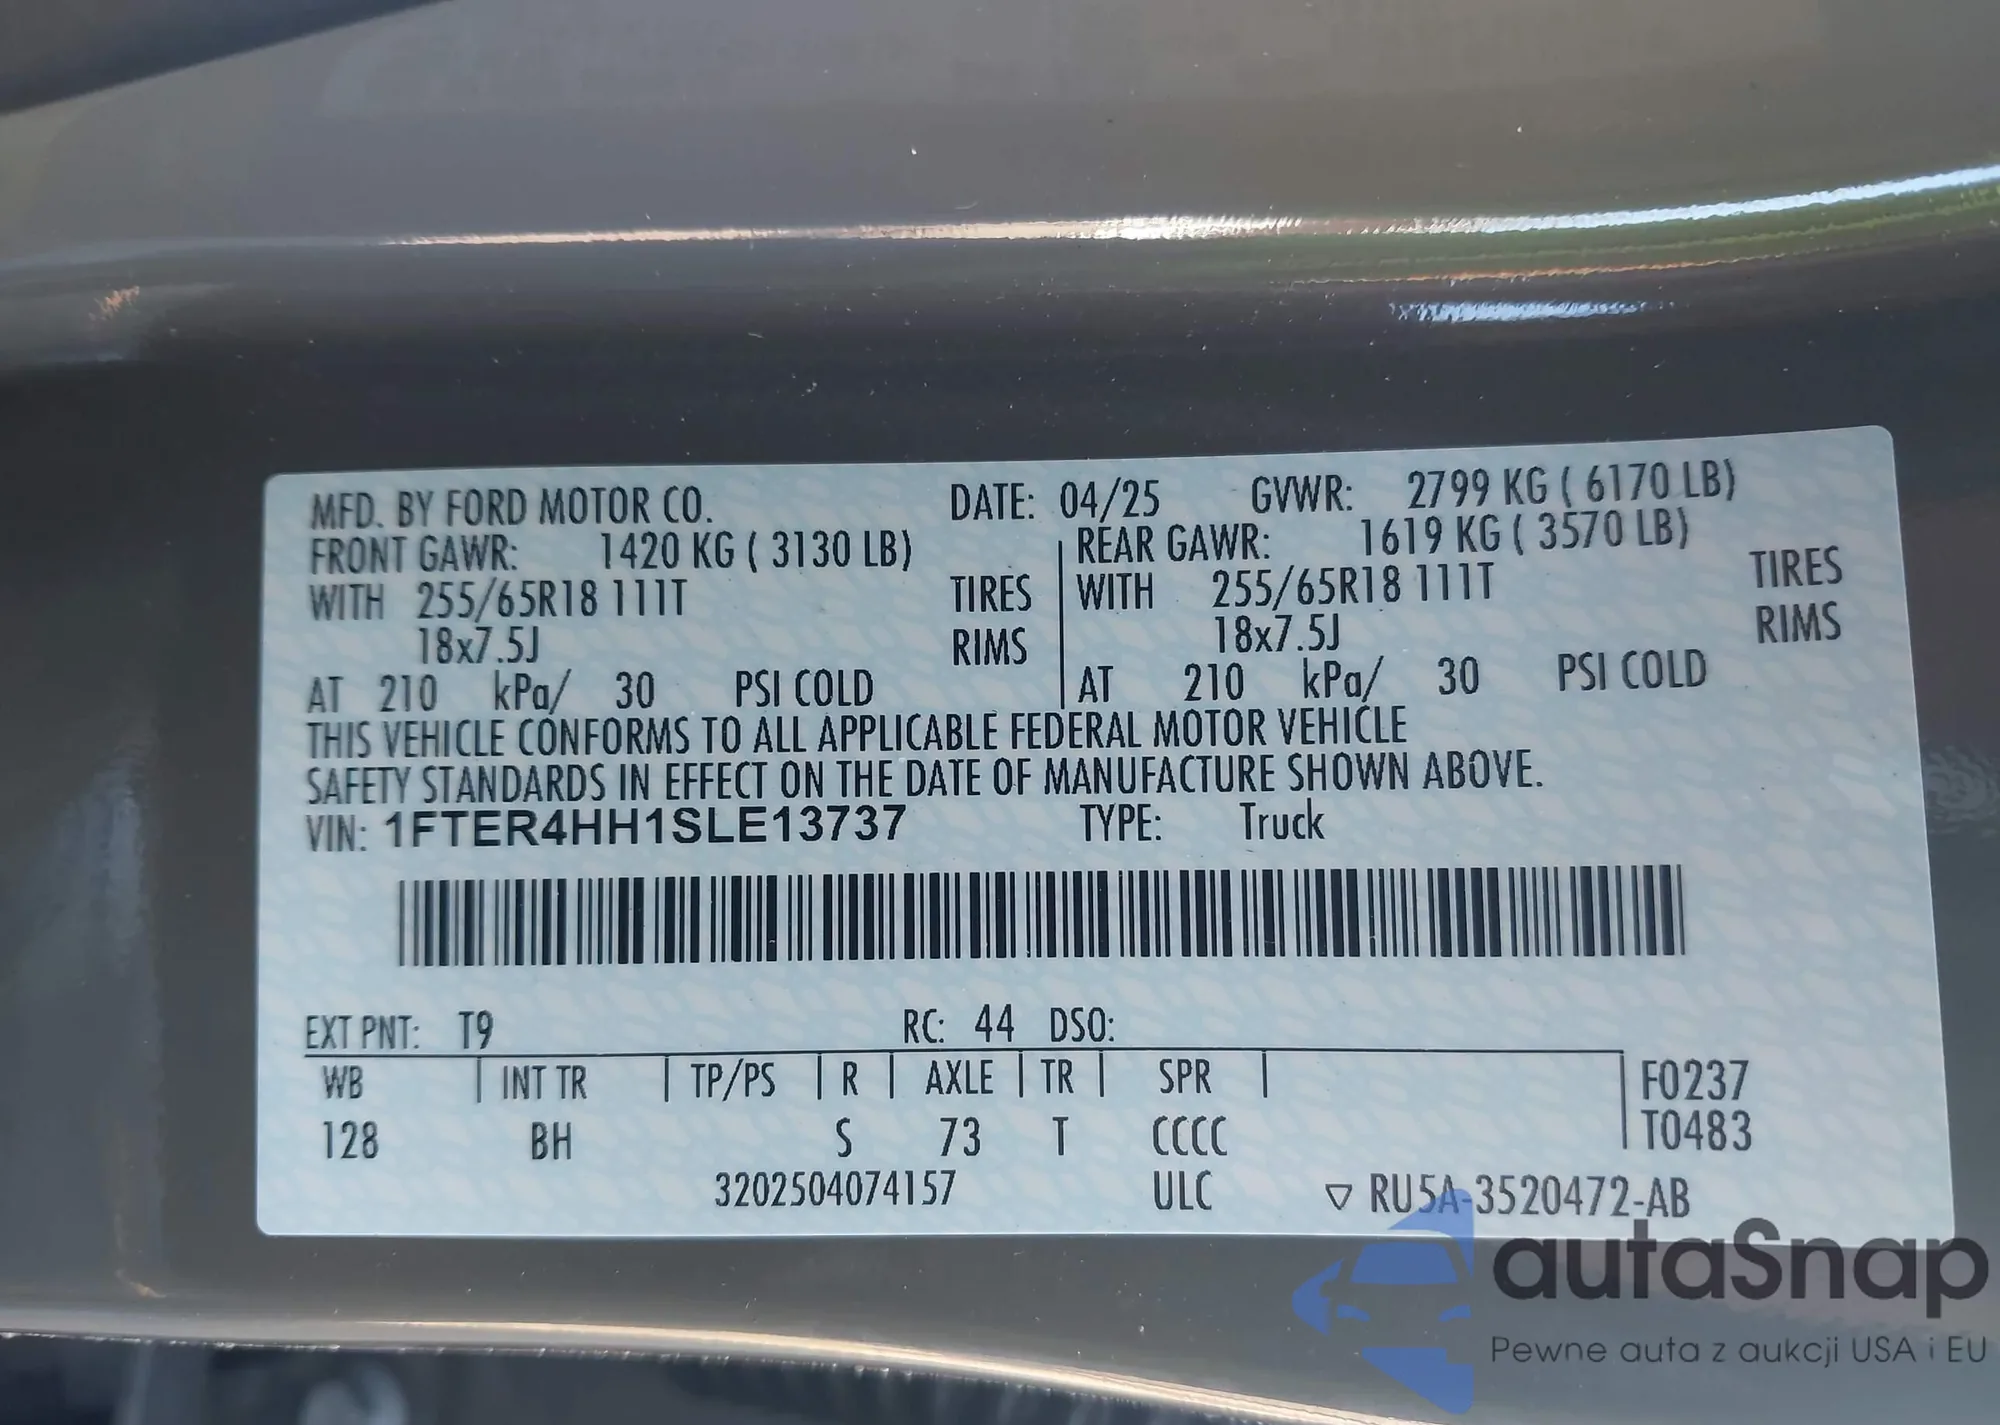 MFD. BY FORD MOTOR CO. DATE: 04/25 GVWR: 2799 KG ( 6170 LB)
FRONT GAWR: 1420 KG ( 3130 LB) REAR GAWR: 1619 KG ( 3570 LB)
WITH 255/65R18 111T TIRES WITH 255/65R18 111T TIRES
18x7.5J RIMS 18x7.5J RIMS
AT 210 kPa/ 30 PSI COLD AT 210 kPa/ 30 PSI COLD
THIS VEHICLE CONFORMS TO ALL APPLICABLE FEDERAL MOTOR VEHICLE
SAFETY STANDARDS IN EFFECT ON THE DATE OF MANUFACTURE SHOWN ABOVE.
VIN: 1FTER4HH1SLE13737 TYPE: Truck
EXT PNT: T9 RC: 44 DSO:
WB INT TR TP/PS R AXLE TR SPR F0237
128 BH S 73 T CCCC T0483
3202504074157 ULC ▽ RU5A-3520472-AB
autaSnap
Pewne auta z aukcji USA i EU